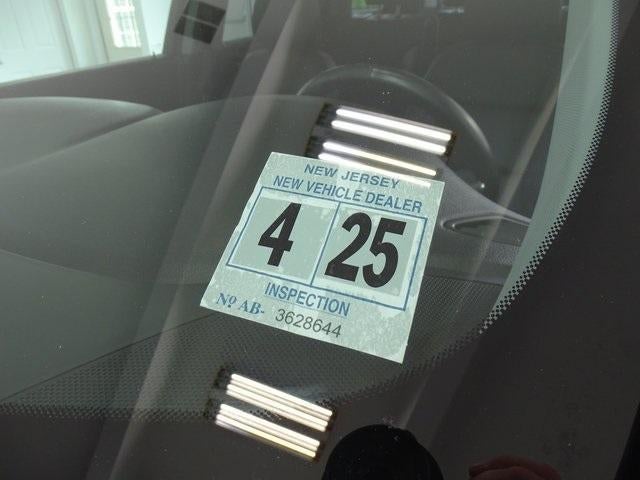 NEW JERSEY
NEW VEHICLE DEALER
4 25
INSPECTION
Nº AB- 3628644